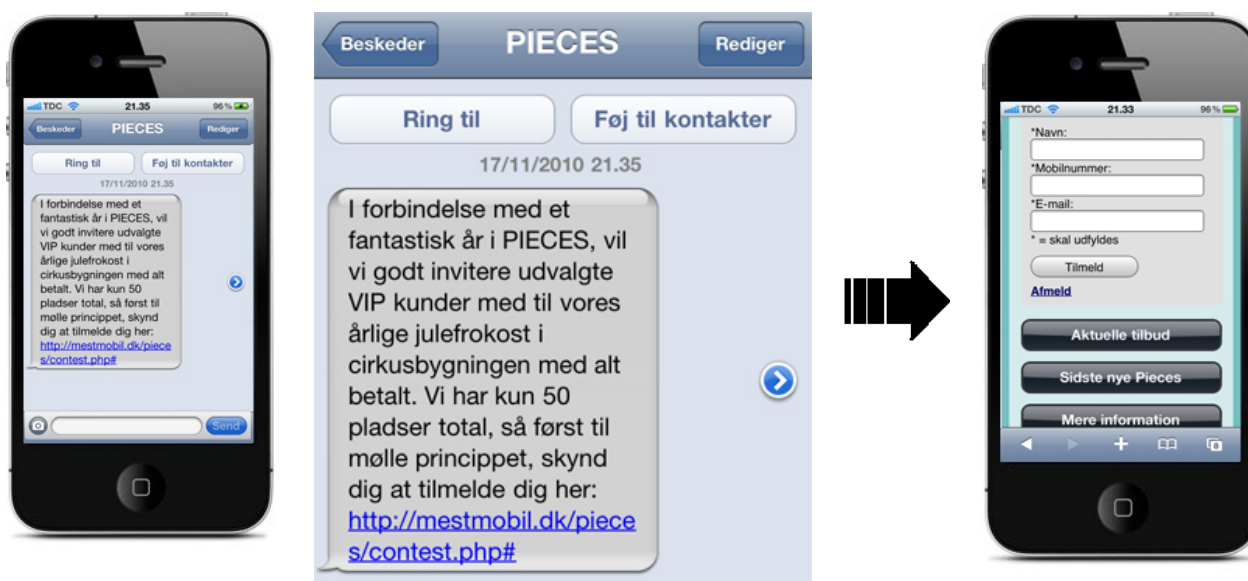 TDC 21.35 96 %
Beskeder PIECES Rediger
Ring til Føj til kontakter
17/11/2010 21.35
I forbindelse med et
fantastisk år i PIECES, vil
vi godt invitere udvalgte
VIP kunder med til vores
årlige julefrokost i
cirkusbygningen med alt
betalt. Vi har kun 50
pladser total, så først til
mølle princippet, skynd
dig at tilmelde dig her:
http://mestmobil.dk/piece
s/contest.php#
Send
Beskeder PIECES Rediger
Ring til Føj til kontakter
17/11/2010 21.35
I forbindelse med et
fantastisk år i PIECES, vil
vi godt invitere udvalgte
VIP kunder med til vores
årlige julefrokost i
cirkusbygningen med alt
betalt. Vi har kun 50
pladser total, så først til
mølle princippet, skynd
dig at tilmelde dig her:
http://mestmobil.dk/piece
s/contest.php#
TDC 21.33 96 %
*Navn:
*Mobilnummer:
*E-mail:
* = skal udfyldes
Tilmeld
Afmeld
Aktuelle tilbud
Sidste nye Pieces
Mere information